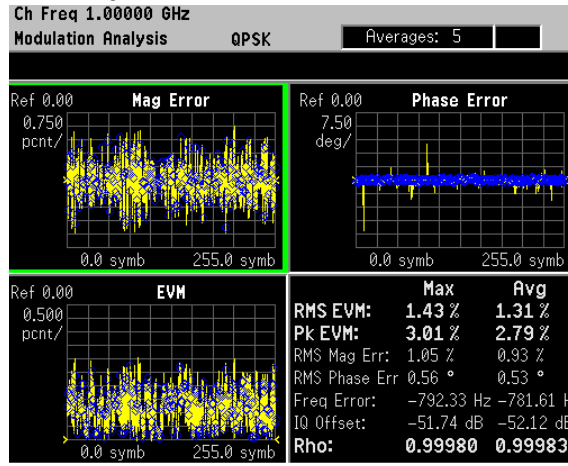 Ch Freq 1.00000 GHz
Modulation Analysis QPSK Averages: 5
Ref 0.00 Mag Error
0.750
pcnt/
0.0 symb 255.0 symb
Ref 0.00 Phase Error
7.50
deg/
0.0 symb 255.0 symb
Ref 0.00 EVM
0.500
pcnt/
0.0 symb 255.0 symb
Max Avg
RMS EVM: 1.43 % 1.31 %
Pk EVM: 3.01 % 2.79 %
RMS Mag Err: 1.05 % 0.93 %
RMS Phase Err 0.56 ° 0.53 °
Freq Error: -792.33 Hz -781.61 H
IQ Offset: -51.74 dB -52.12 dB
Rho: 0.99980 0.99983